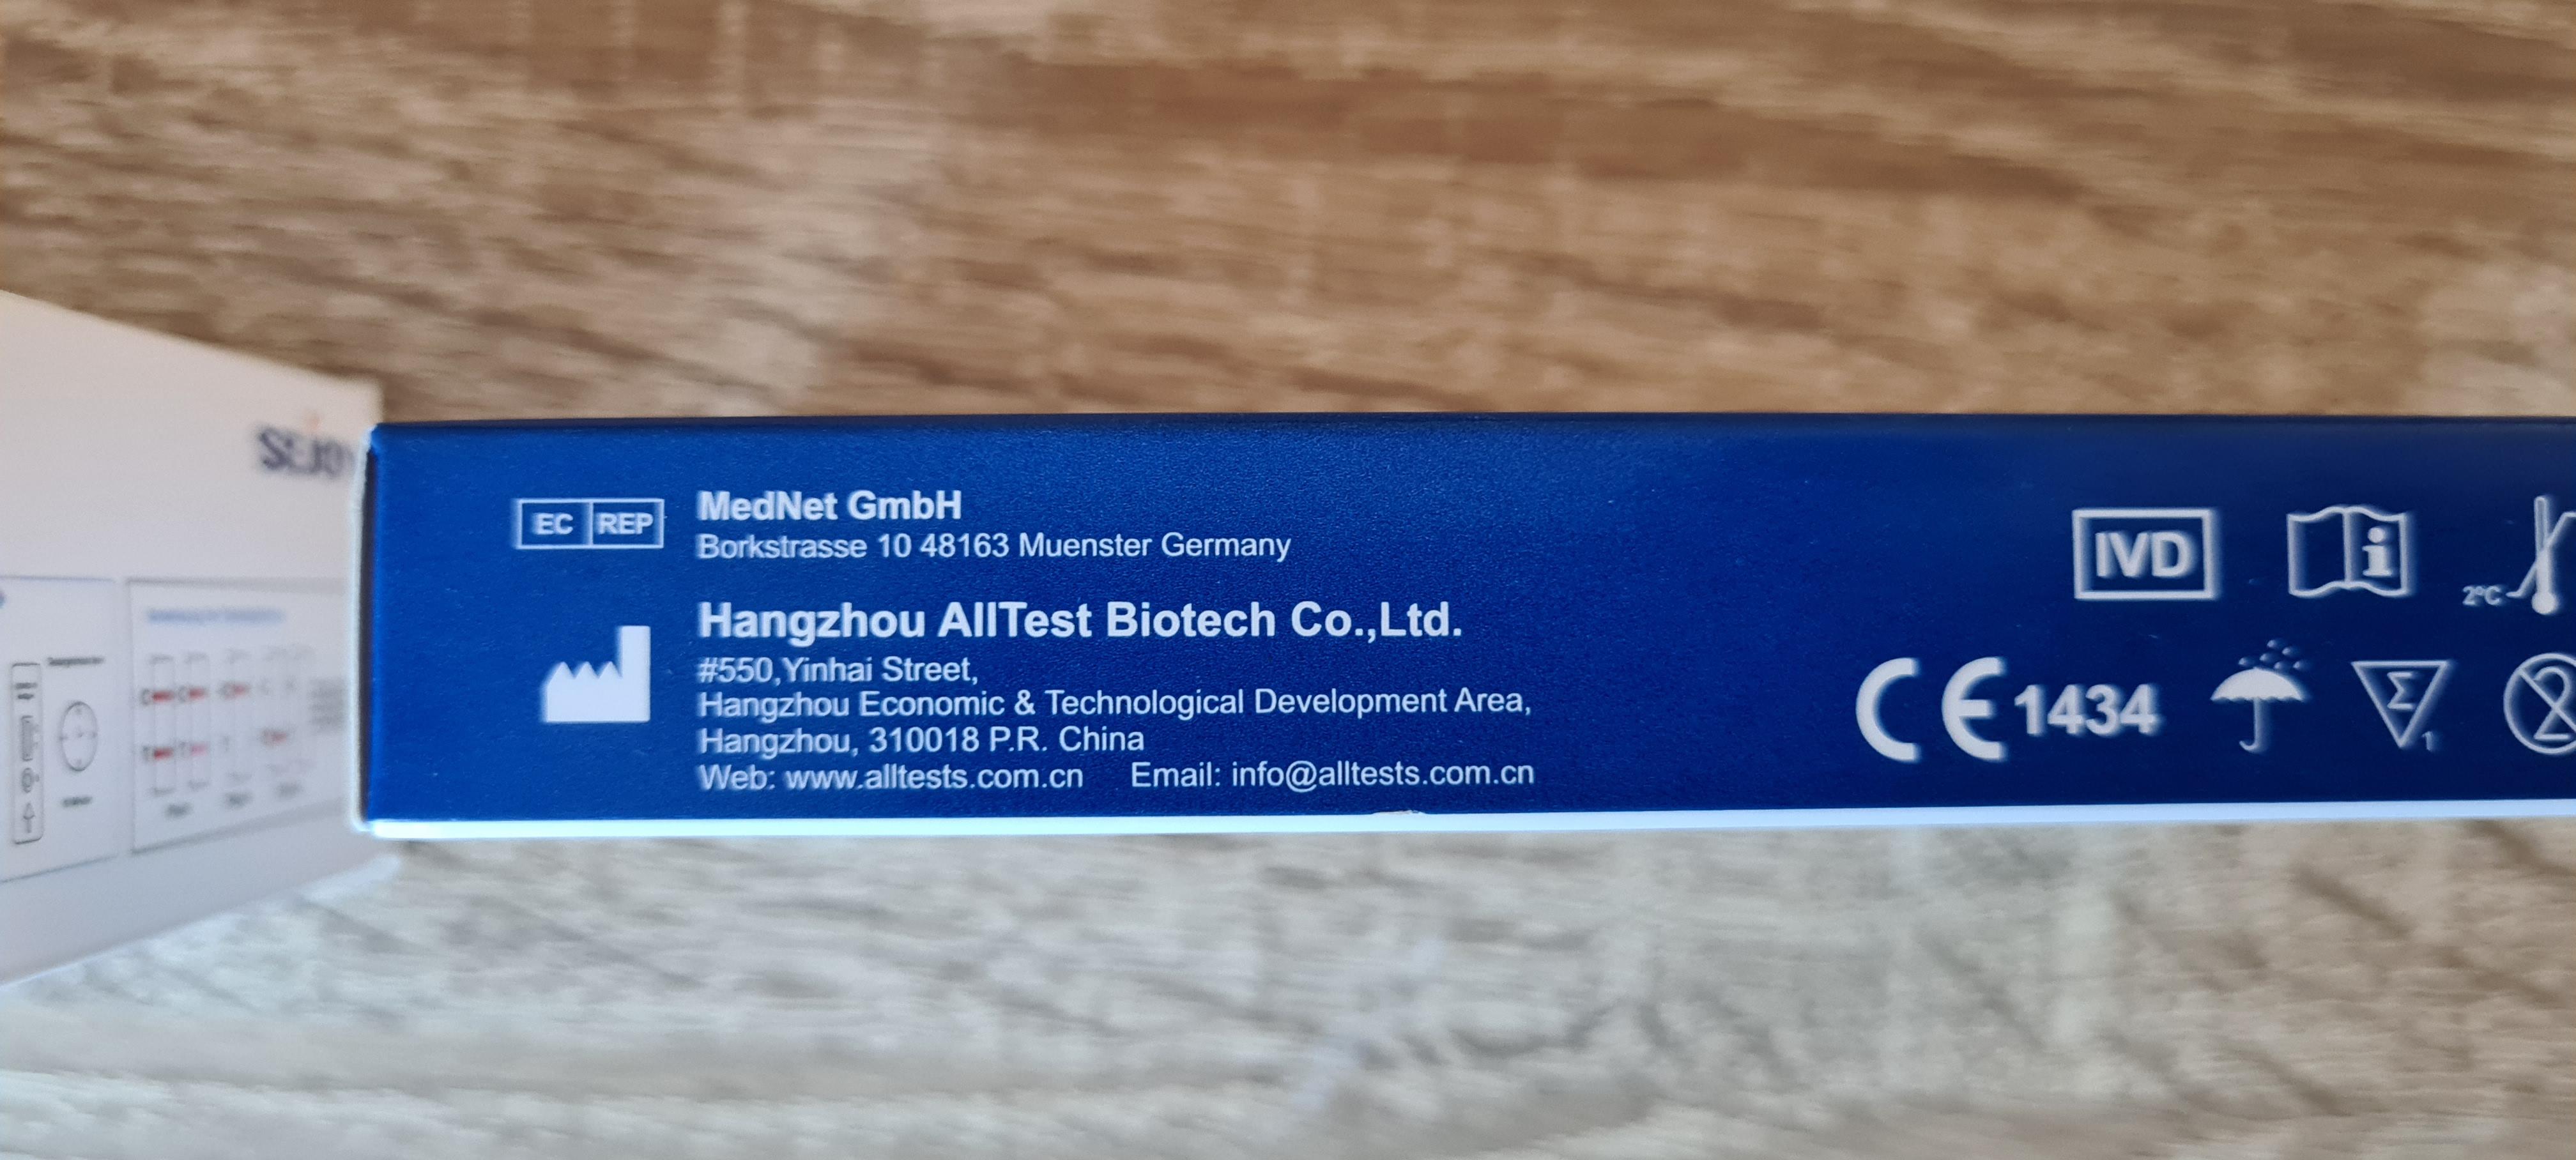 EC REP
MedNet GmbH
Borkstrasse 10 48163 Muenster Germany
Hangzhou AllTest Biotech Co.,Ltd.
#550,Yinhai Street,
Hangzhou Economic & Technological Development Area,
Hangzhou, 310018 P.R. China
Web: www.alltests.com.cn Email: info@alltests.com.cn
IVD
i
2°C
CE 1434
Σ
1
2